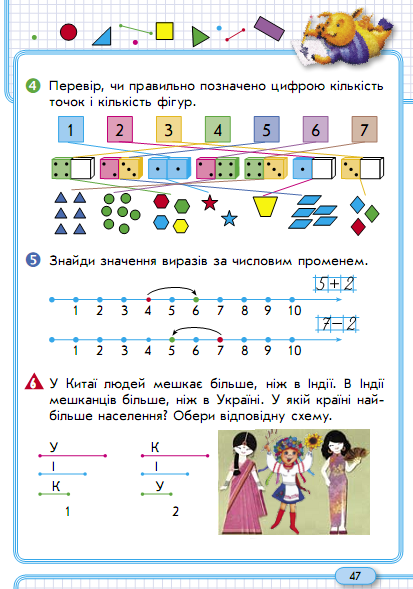 4 Перевір, чи правильно позначено цифрою кількість
точок і кількість фігур.
1 2 3 4 5 6 7
5 Знайди значення виразів за числовим променем.
5+2
1 2 3 4 5 6 7 8 9 10
7-2
1 2 3 4 5 6 7 8 9 10
6 У Китаї людей мешкає більше, ніж в Індії. В Індії
мешканців більше, ніж в Україні. У якій країні най-
більше населення? Обери відповідну схему.
У К
І І
К У
1 2
47